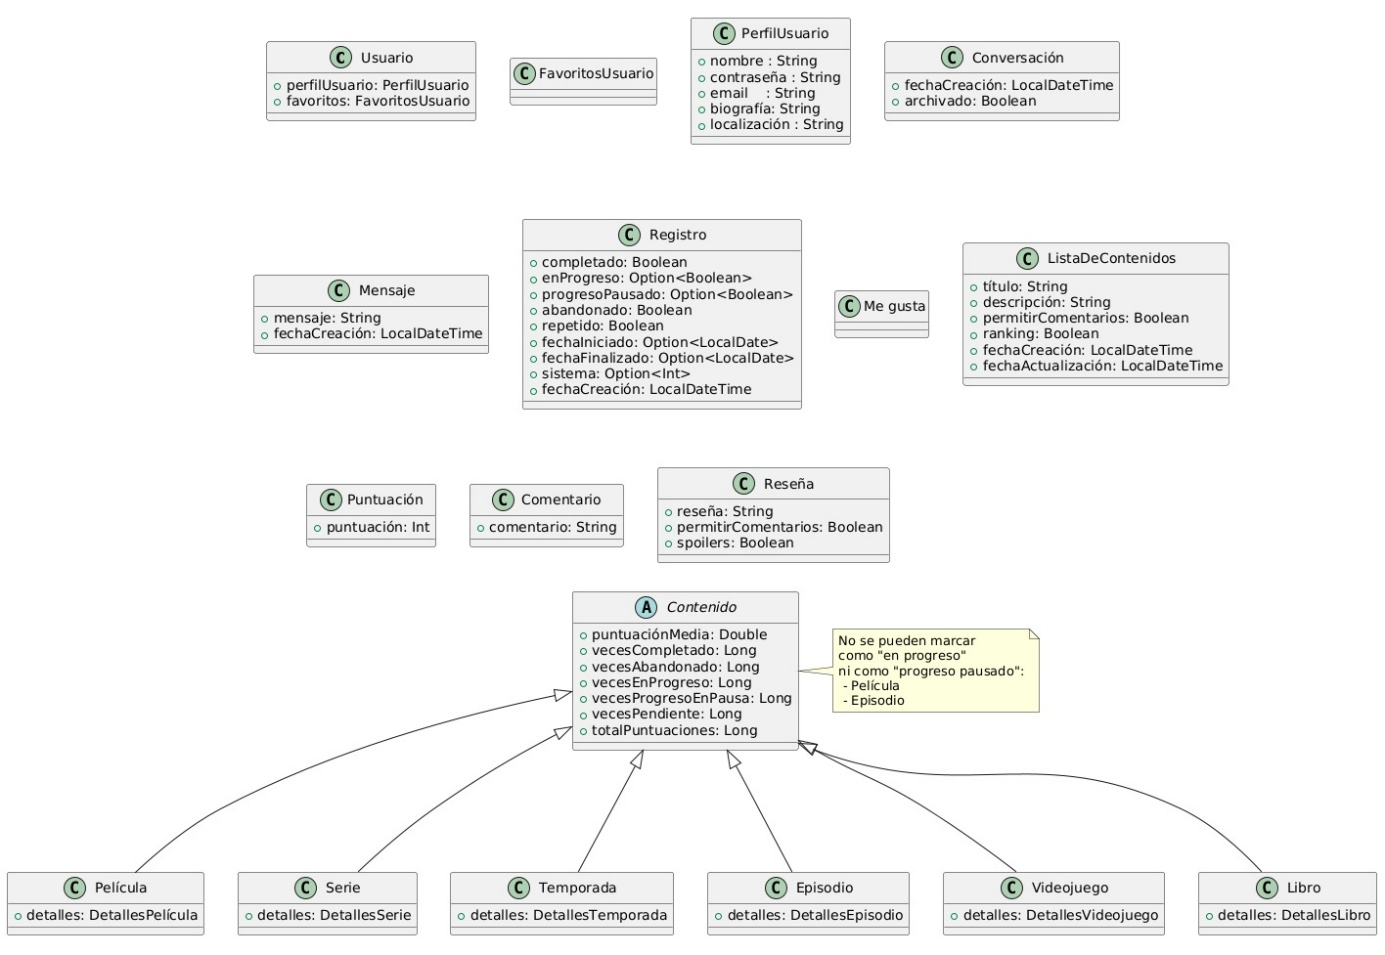 C Usuario
perfilUsuario: PerfilUsuario
favoritos: FavoritosUsuario
C FavoritosUsuario
C PerfilUsuario
nombre : String
contraseña : String
email : String
biografía: String
localización : String
C Conversación
fechaCreación: LocalDateTime
archivado: Boolean
C Mensaje
mensaje: String
fechaCreación: LocalDateTime
C Registro
completado: Boolean
enProgreso: Option<Boolean>
progresoPausado: Option<Boolean>
abandonado: Boolean
repetido: Boolean
fechaIniciado: Option<LocalDate>
fechaFinalizado: Option<LocalDate>
sistema: Option<Int>
fechaCreación: LocalDateTime
C Me gusta
C ListaDeContenidos
título: String
descripción: String
permitirComentarios: Boolean
ranking: Boolean
fechaCreación: LocalDateTime
fechaActualización: LocalDateTime
C Puntuación
puntuación: Int
C Comentario
comentario: String
C Reseña
reseña: String
permitirComentarios: Boolean
spoilers: Boolean
A Contenido
puntuaciónMedia: Double
vecesCompletado: Long
vecesAbandonado: Long
vecesEnProgreso: Long
vecesProgresoEnPausa: Long
vecesPendiente: Long
totalPuntuaciones: Long
No se pueden marcar
como "en progreso"
ni como "progreso pausado":
- Película
- Episodio
C Película
detalles: DetallesPelícula
C Serie
detalles: DetallesSerie
C Temporada
detalles: DetallesTemporada
C Episodio
detalles: DetallesEpisodio
C Videojuego
detalles: DetallesVideojuego
C Libro
detalles: DetallesLibro